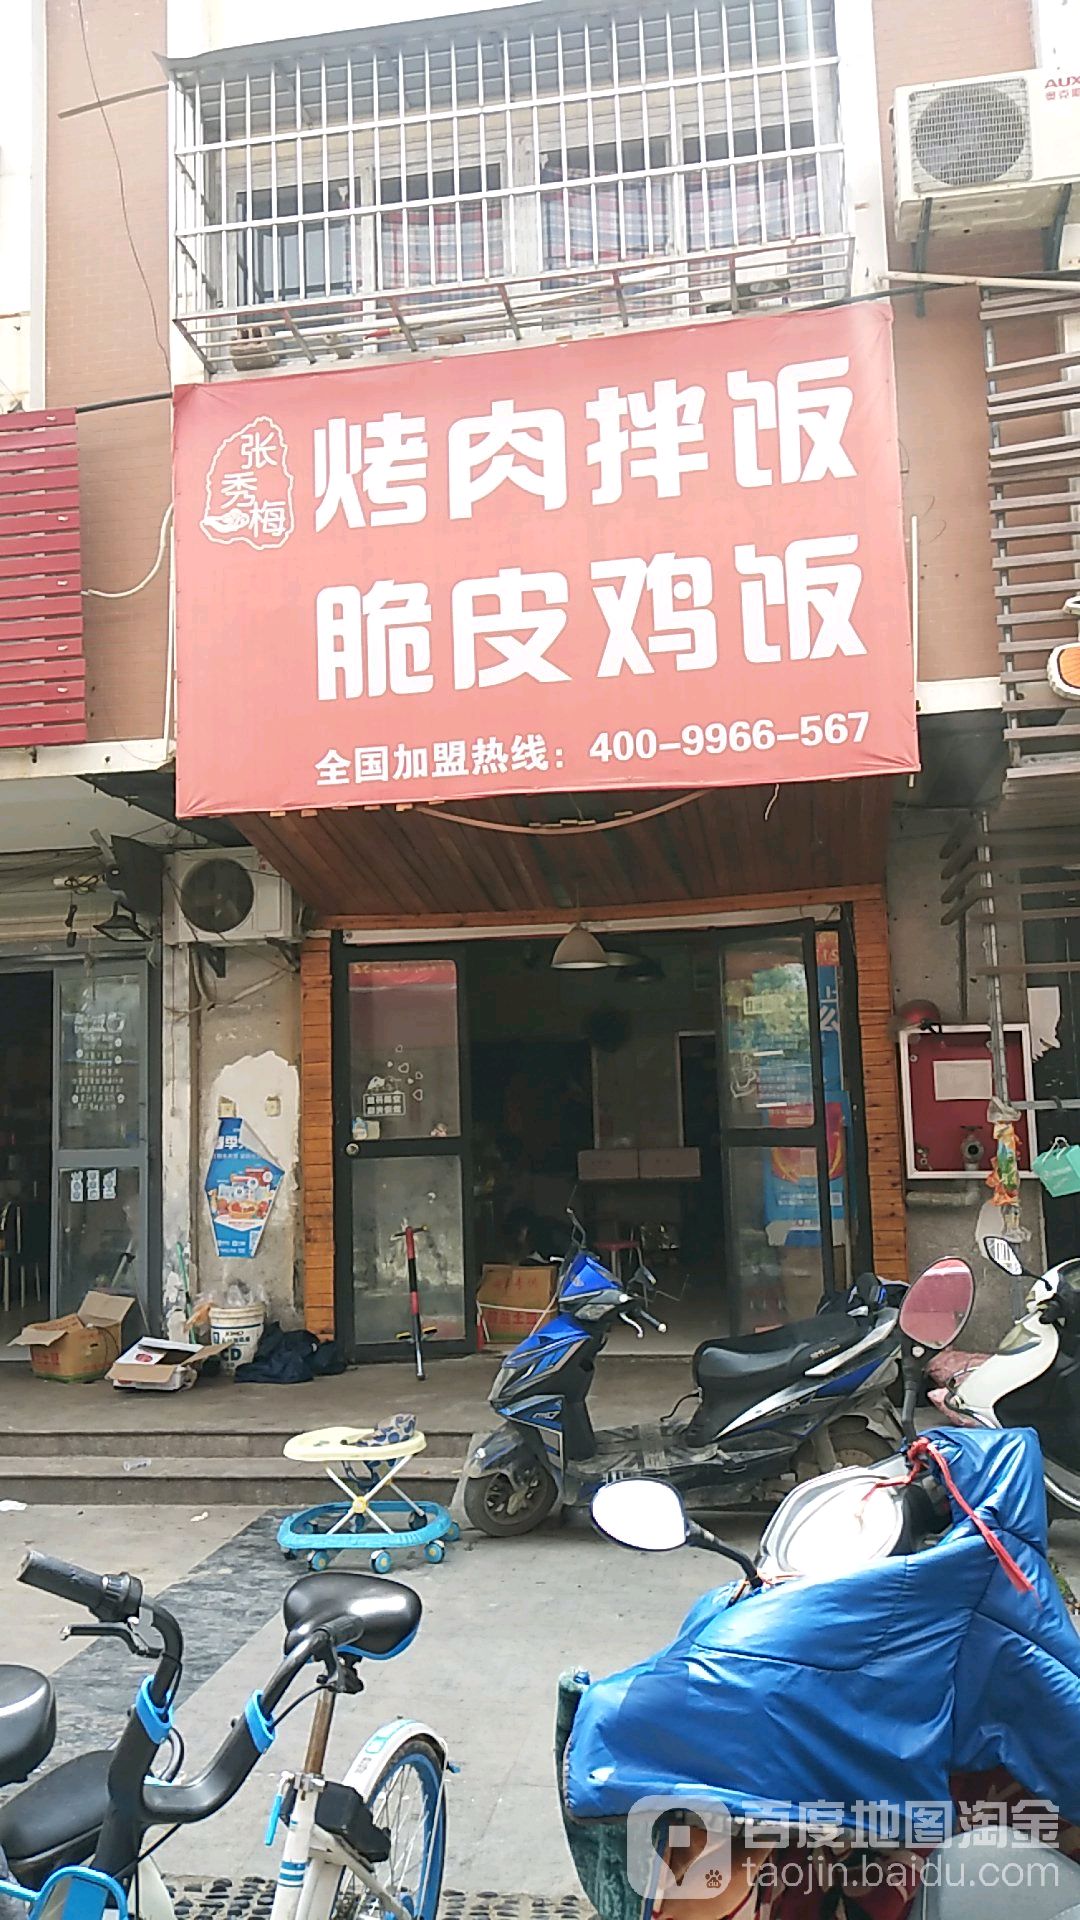 AUX
张秀梅
烤肉拌饭
脆皮鸡饭
全国加盟热线：400-9966-567
百度地图淘金
taojin.baidu.com